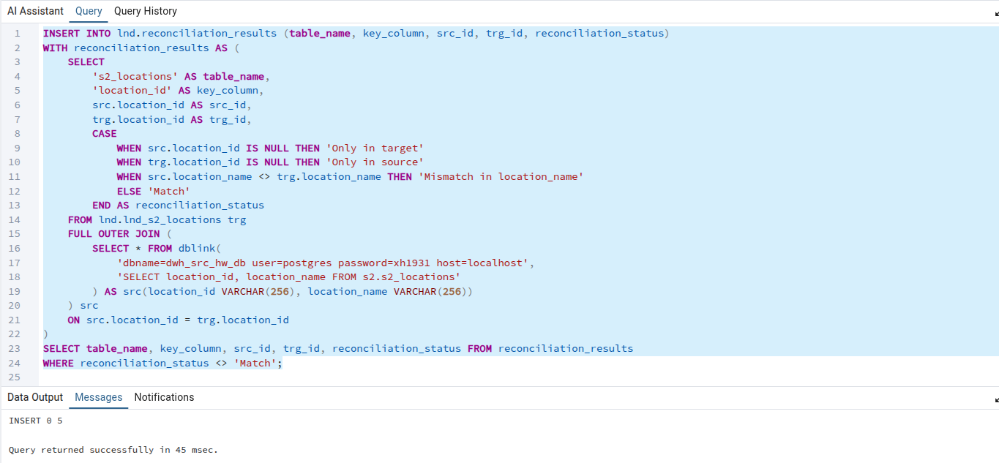 AI Assistant Query Query History
1 INSERT INTO lnd.reconciliation_results (table_name, key_column, src_id, trg_id, reconciliation_status)
2 WITH reconciliation_results AS (
3     SELECT
4         's2_locations' AS table_name,
5         'location_id' AS key_column,
6         src.location_id AS src_id,
7         trg.location_id AS trg_id,
8         CASE
9             WHEN src.location_id IS NULL THEN 'Only in target'
10             WHEN trg.location_id IS NULL THEN 'Only in source'
11             WHEN src.location_name <> trg.location_name THEN 'Mismatch in location_name'
12             ELSE 'Match'
13         END AS reconciliation_status
14     FROM lnd.lnd_s2_locations trg
15     FULL OUTER JOIN (
16         SELECT * FROM dblink(
17             'dbname=dwh_src_hw_db user=postgres password=xh1931 host=localhost',
18             'SELECT location_id, location_name FROM s2.s2_locations'
19         ) AS src(location_id VARCHAR(256), location_name VARCHAR(256))
20     ) src
21     ON src.location_id = trg.location_id
22 )
23 SELECT table_name, key_column, src_id, trg_id, reconciliation_status FROM reconciliation_results
24 WHERE reconciliation_status <> 'Match';
25
Data Output Messages Notifications
INSERT 0 5
Query returned successfully in 45 msec.